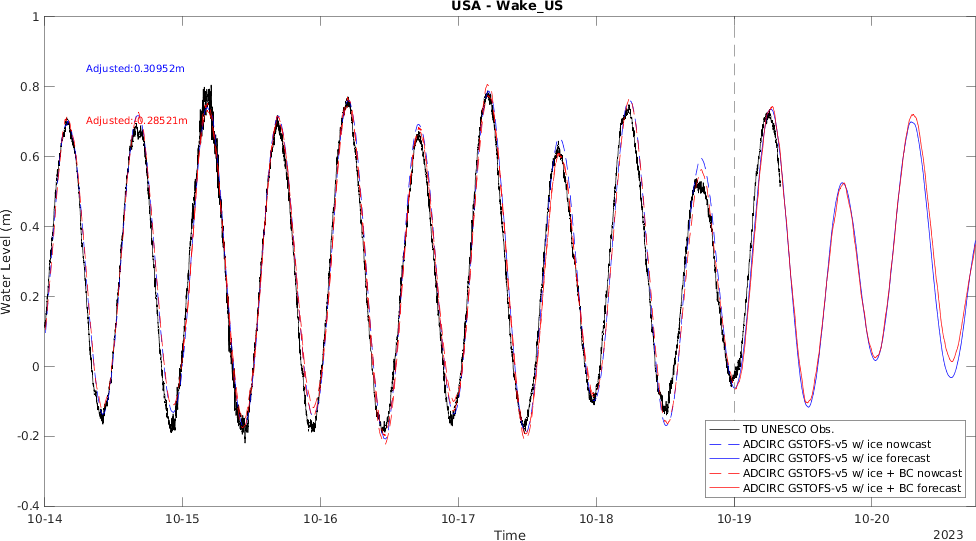 USA - Wake_US
1
0.8
0.6
0.4
0.2
0
-0.2
-0.4
Water Level (m)
Adjusted:0.30952m
Adjusted:-0.28521m
TD UNESCO Obs.
ADCIRC GSTOFS-v5 w/ ice nowcast
ADCIRC GSTOFS-v5 w/ ice forecast
ADCIRC GSTOFS-v5 w/ ice + BC nowcast
ADCIRC GSTOFS-v5 w/ ice + BC forecast
10-14
10-15
10-16
10-17
10-18
10-19
10-20
Time
2023